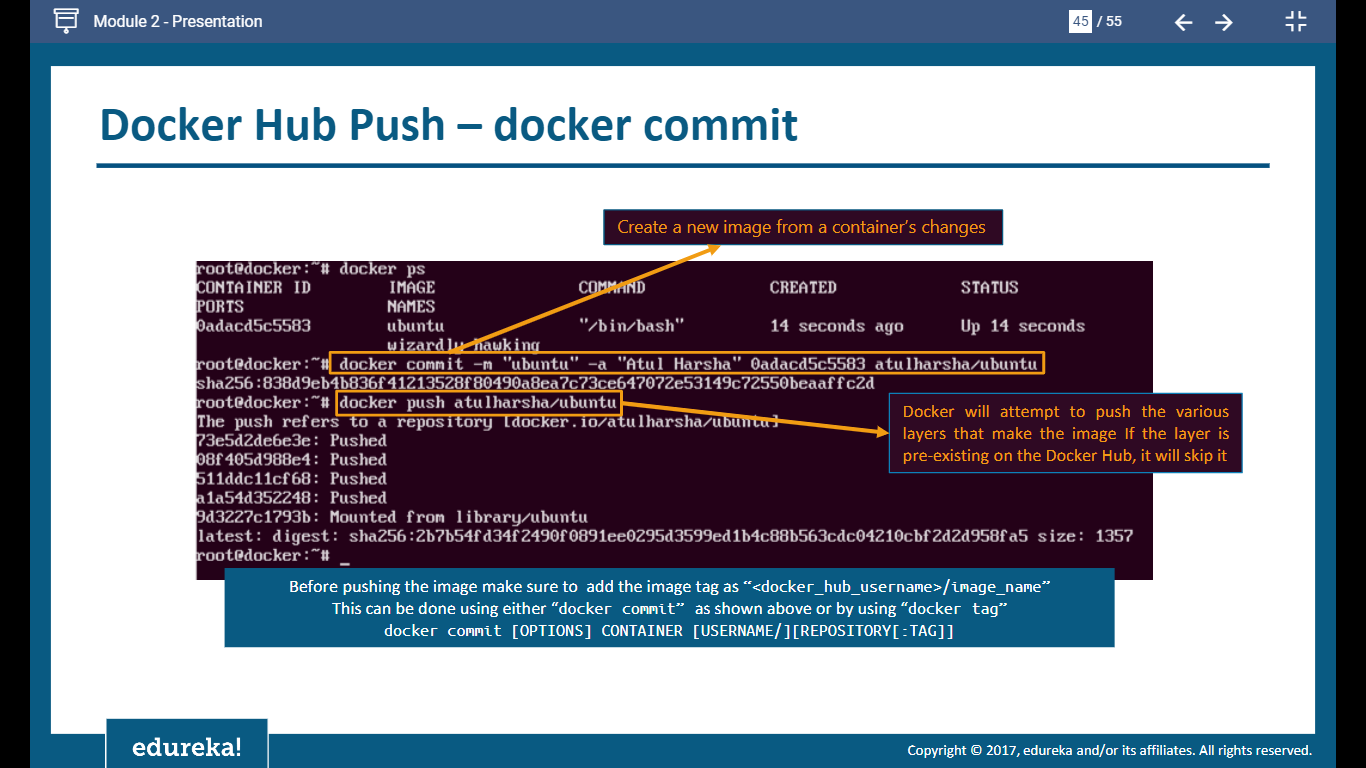 Module 2 - Presentation
45 / 55
Docker Hub Push – docker commit
Create a new image from a container's changes
root@docker:~# docker ps
CONTAINER ID IMAGE COMMAND CREATED STATUS
PORTS NAMES
0adacd5c5583 ubuntu "/bin/bash" 14 seconds ago Up 14 seconds
wizardly_hawking
root@docker:~# docker commit -m "ubuntu" -a "Atul Harsha" 0adacd5c5583 atulharsha/ubuntu
sha256:838d9eb4b836f41213528f80490a8ea7c73ce647072e53149c72550beaaffc2d
root@docker:~# docker push atulharsha/ubuntu
The push refers to a repository [docker.io/atulharsha/ubuntu]
73e5d2de6e3e: Pushed
08f405d988e4: Pushed
511ddc11cf68: Pushed
a1a54d352248: Pushed
9d3227c1793b: Mounted from library/ubuntu
latest: digest: sha256:2b7b54fd34f2490f0891ee0295d3599ed1b4c88b563cdc04210cbf2d2d958fa5 size: 1357
root@docker:~# _
Docker will attempt to push the various
layers that make the image If the layer is
pre-existing on the Docker Hub, it will skip it
Before pushing the image make sure to add the image tag as “<docker_hub_username>/image_name”
This can be done using either “docker commit” as shown above or by using “docker tag”
docker commit [OPTIONS] CONTAINER [USERNAME/][REPOSITORY[:TAG]]
edureka!
Copyright © 2017, edureka and/or its affiliates. All rights reserved.